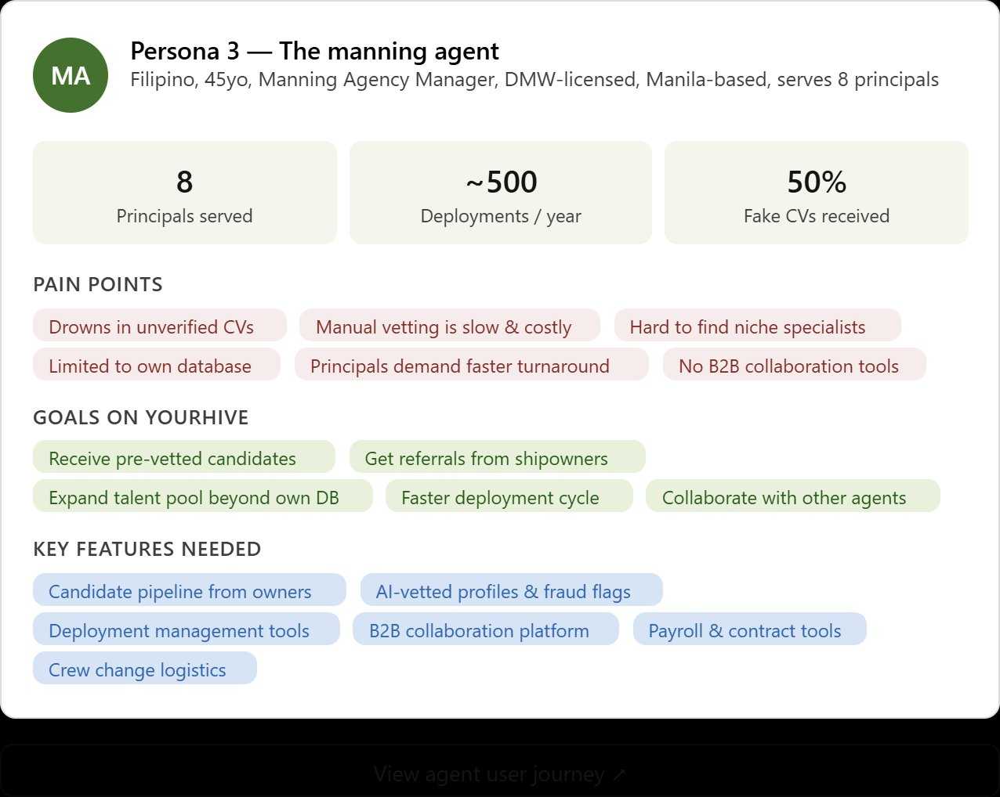 MA
Persona 3 — The manning agent
Filipino, 45yo, Manning Agency Manager, DMW-licensed, Manila-based, serves 8 principals
8
Principals served
~500
Deployments / year
50%
Fake CVs received
PAIN POINTS
Drowns in unverified CVs
Manual vetting is slow & costly
Hard to find niche specialists
Limited to own database
Principals demand faster turnaround
No B2B collaboration tools
GOALS ON YOURHIVE
Receive pre-vetted candidates
Get referrals from shipowners
Expand talent pool beyond own DB
Faster deployment cycle
Collaborate with other agents
KEY FEATURES NEEDED
Candidate pipeline from owners
AI-vetted profiles & fraud flags
Deployment management tools
B2B collaboration platform
Payroll & contract tools
Crew change logistics
View agent user journey ↗